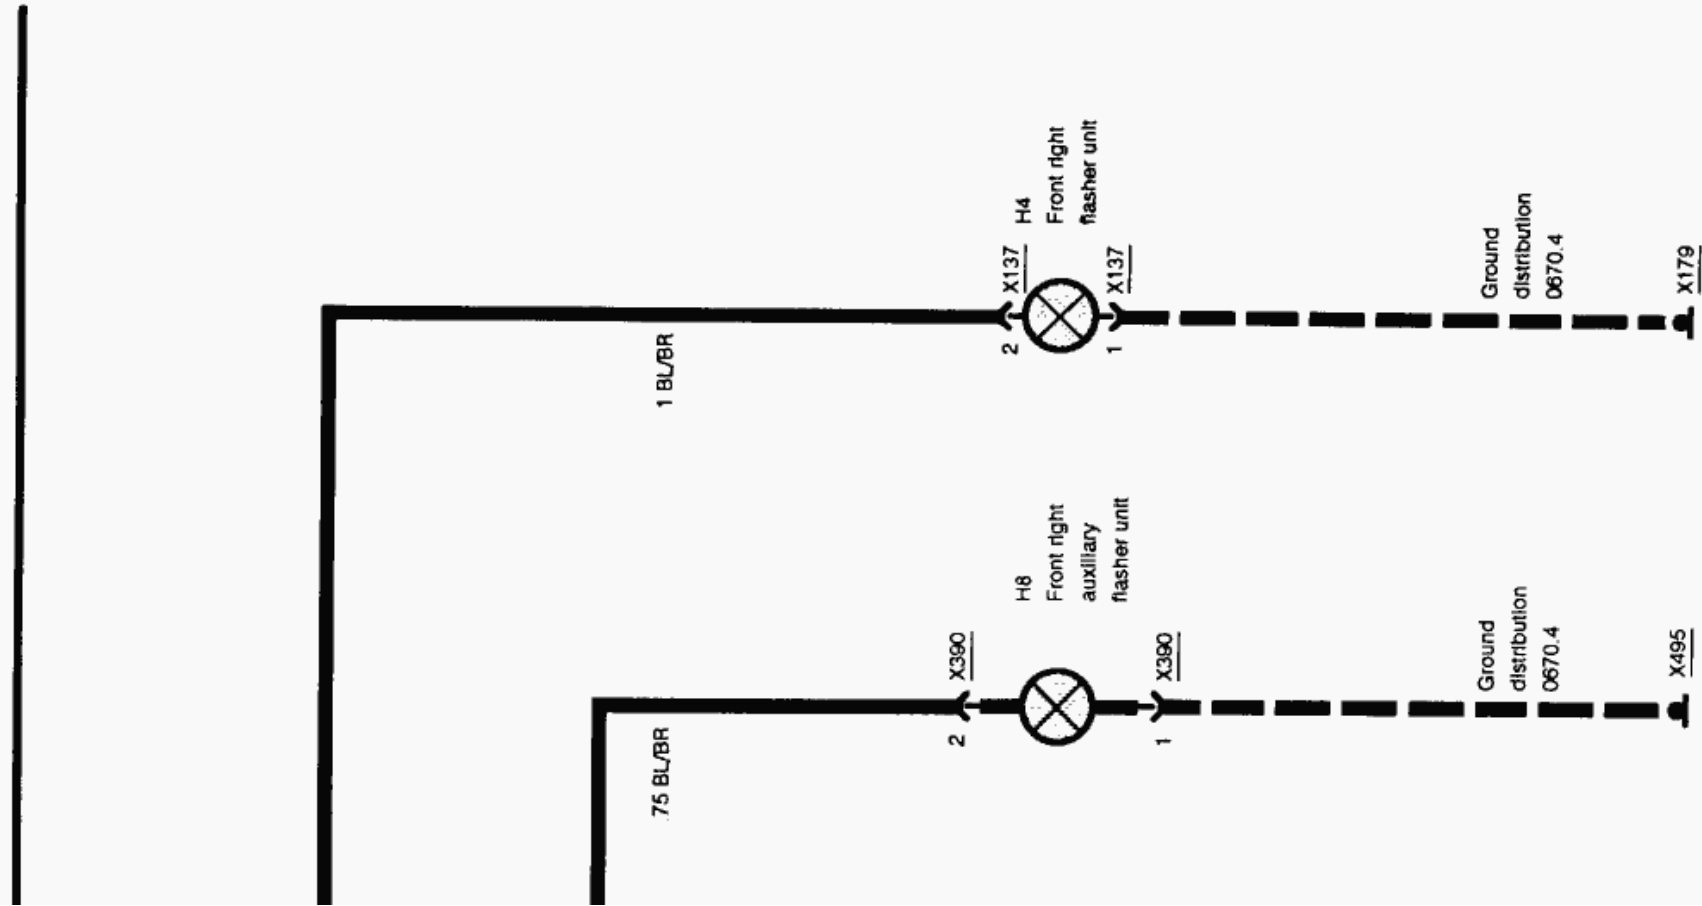 X137
H4
Front right
flasher unit
X137
2
1
1 BL/BR
Ground
distribution
0670.4
X179
H8
Front right
auxiliary
flasher unit
X390
X390
2
1
.75 BL/BR
Ground
distribution
0670.4
X495